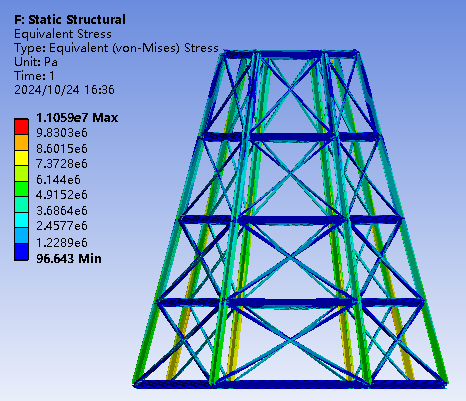 F: Static Structural
Equivalent Stress
Type: Equivalent (von-Mises) Stress
Unit: Pa
Time: 1
2024/10/24 16:36
1.1059e7 Max
9.8303e6
8.6015e6
7.3728e6
6.144e6
4.9152e6
3.6864e6
2.4577e6
1.2289e6
96.643 Min